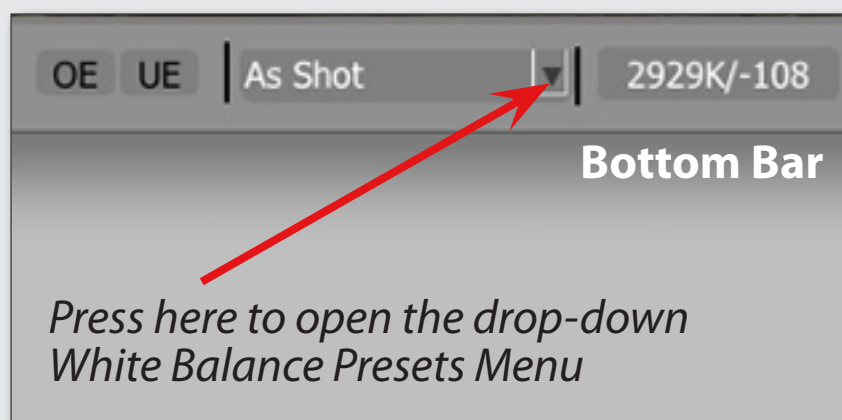 OE UE As Shot 2929K/-108
Bottom Bar
Press here to open the drop-down
White Balance Presets Menu